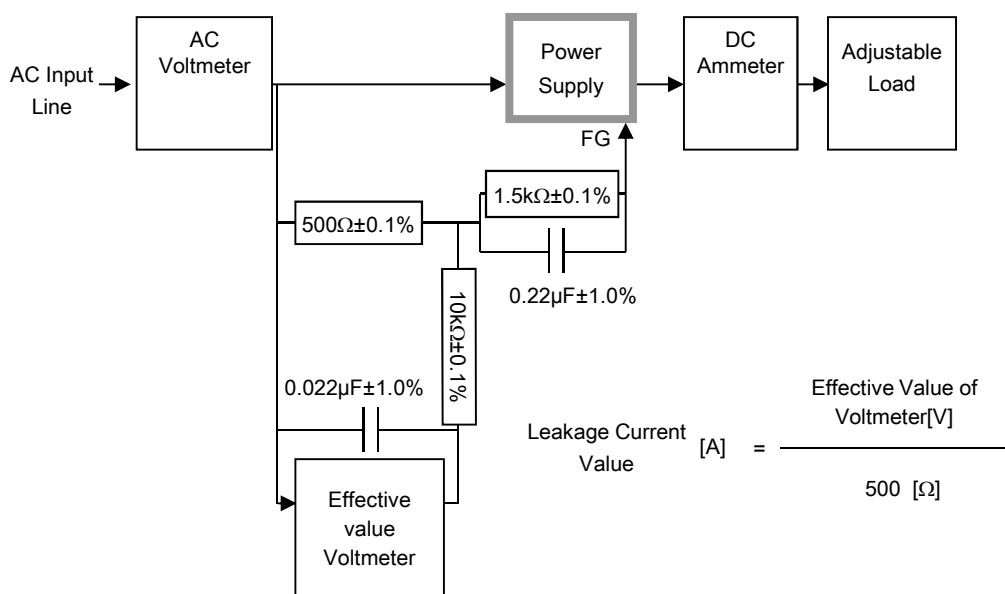 AC Input
Line
AC
Voltmeter
Power
Supply
DC
Ammeter
Adjustable
Load
FG
500Ω±0.1%
1.5kΩ±0.1%
0.22µF±1.0%
10kΩ±0.1%
0.022µF±1.0%
Effective
value
Voltmeter
Leakage Current
Value
[A] =
Effective Value of
Voltmeter[V]
500 [Ω]